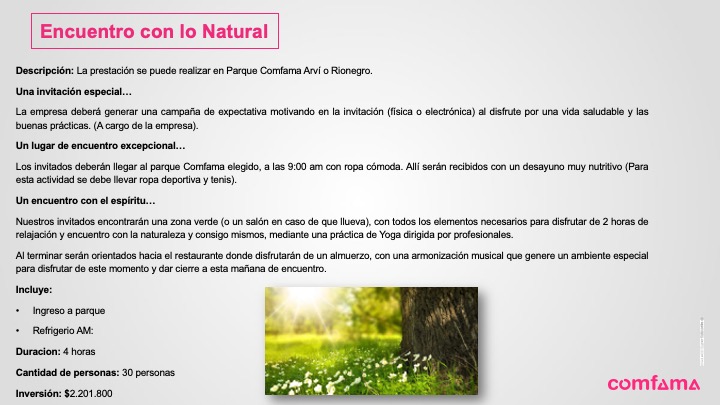 Encuentro con lo Natural
Descripción: La prestación se puede realizar en Parque Comfama Arví o Rionegro.
Una invitación especial…
La empresa deberá generar una campaña de expectativa motivando en la invitación (física o electrónica) al disfrute por una vida saludable y las
buenas prácticas. (A cargo de la empresa).
Un lugar de encuentro excepcional…
Los invitados deberán llegar al parque Comfama elegido, a las 9:00 am con ropa cómoda. Allí serán recibidos con un desayuno muy nutritivo (Para
esta actividad se debe llevar ropa deportiva y tenis).
Un encuentro con el espíritu…
Nuestros invitados encontrarán una zona verde (o un salón en caso de que llueva), con todos los elementos necesarios para disfrutar de 2 horas de
relajación y encuentro con la naturaleza y consigo mismos, mediante una práctica de Yoga dirigida por profesionales.
Al terminar serán orientados hacia el restaurante donde disfrutarán de un almuerzo, con una armonización musical que genere un ambiente especial
para disfrutar de este momento y dar cierre a esta mañana de encuentro.
Incluye:
• Ingreso a parque
• Refrigerio AM:
Duracion: 4 horas
Cantidad de personas: 30 personas
Inversión: $2.201.800
comfama